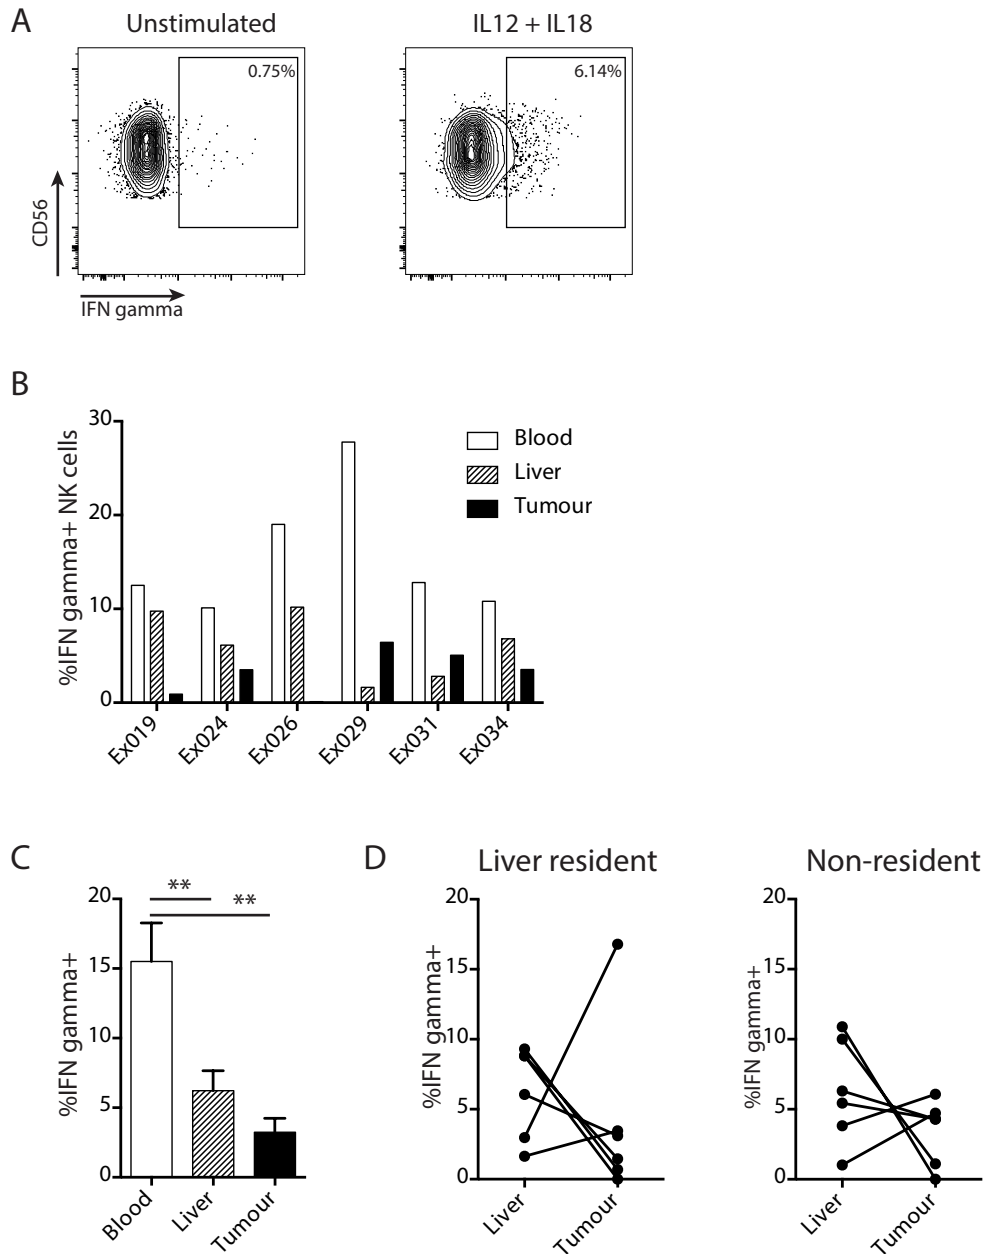 A
Unstimulated
IL12 + IL18
0.75%
6.14%
CD56
IFN gamma
B
%IFN gamma+ NK cells
30
20
10
0
Blood
Liver
Tumour
Ex019
Ex024
Ex026
Ex029
Ex031
Ex034
C
%IFN gamma+
20
15
10
5
0
**
**
Blood
Liver
Tumour
D
Liver resident
%IFN gamma+
20
15
10
5
0
Liver
Tumour
Non-resident
%IFN gamma+
20
15
10
5
0
Liver
Tumour